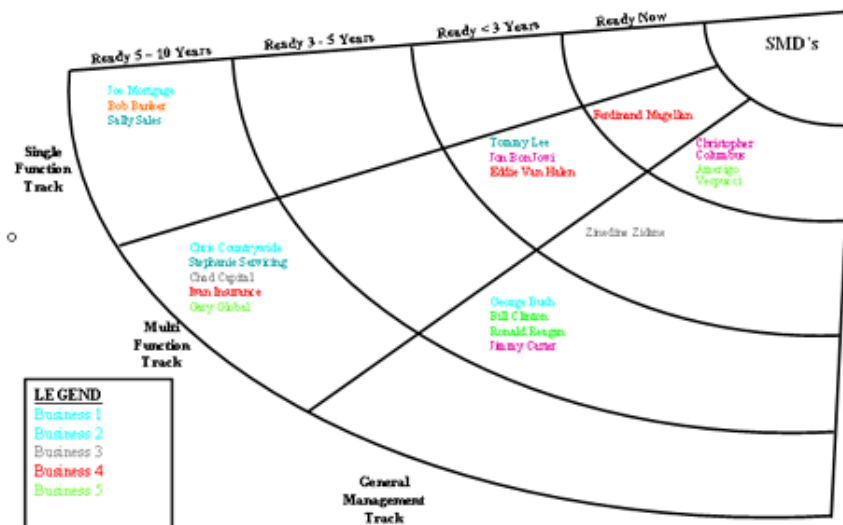 Ready 5 – 10 Years
Ready 3 - 5 Years
Ready < 3 Years
Ready Now
SMD's
Joe Mortgage
Bob Banker
Sally Sales
Single
Function
Track
Tommy Lee
Jon BonJovi
Eddie Van Halen
Ferdinand Magellan
Christopher
Columbus
Amerigo
Vespucci
Chris Countrywide
Stephanie Servicing
Chad Capital
Ivan Insurance
Gary Global
Zinedine Zidane
Multi
Function
Track
George Bush
Bill Clinton
Ronald Reagan
Jimmy Carter
LEGEND
Business 1
Business 2
Business 3
Business 4
Business 5
General
Management
Track